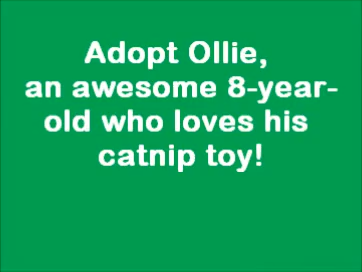 Adopt Ollie,
an awesome 8-year-
old who loves his
catnip toy!